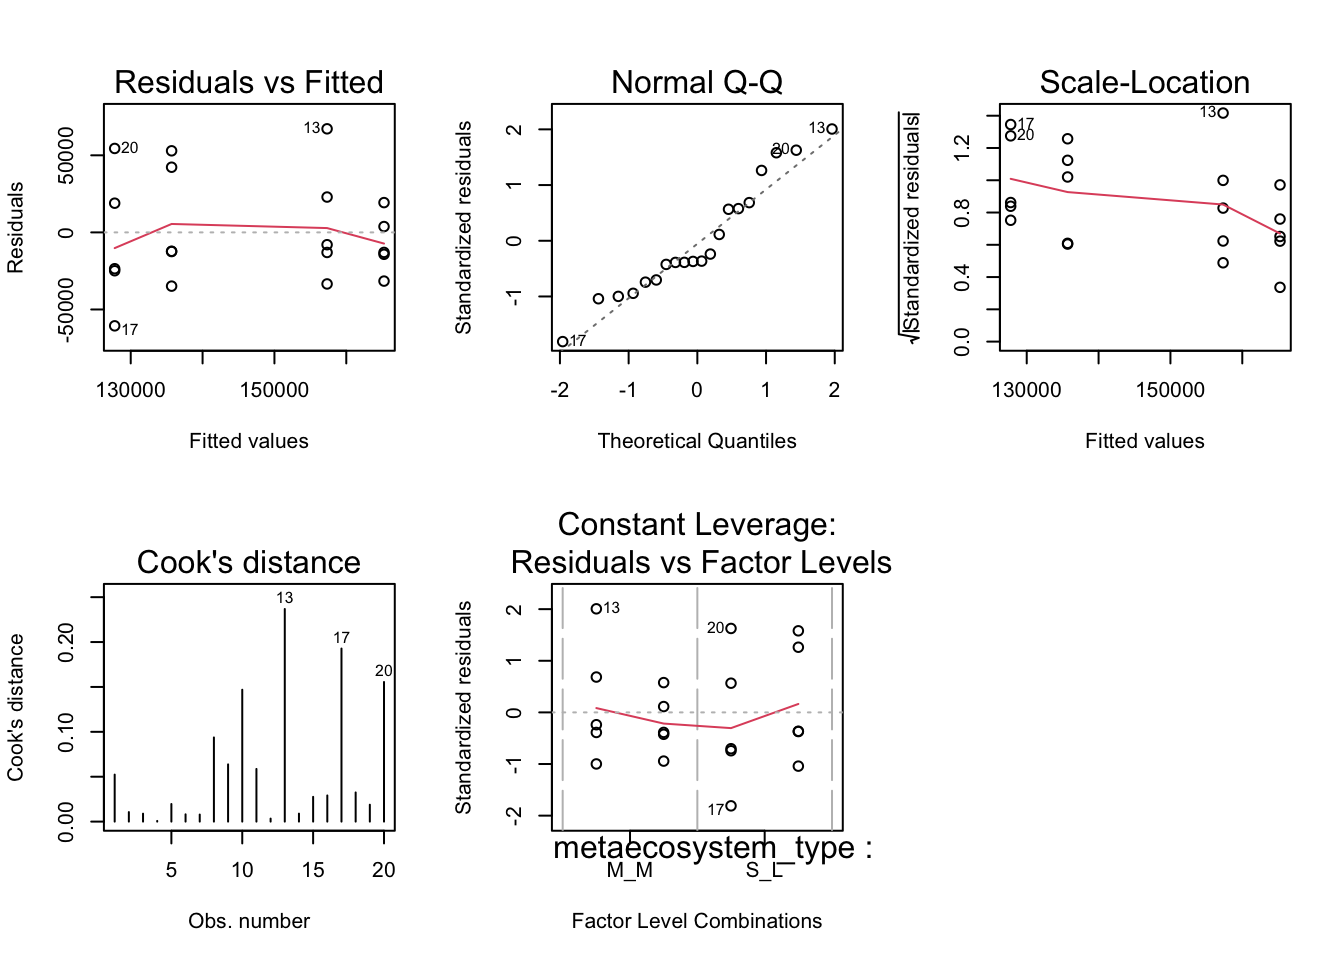 Residuals vs Fitted
Residuals
50000
0
-50000
20
13
17
130000 150000
Fitted values
Normal Q-Q
Standardized residuals
2
1
0
-1
13
20
17
-2 -1 0 1 2
Theoretical Quantiles
Scale-Location
√|Standardized residuals|
1.2
0.8
0.4
0.0
17
20
13
130000 150000
Fitted values
Cook's distance
Cook's distance
0.20
0.10
0.00
13
17
20
5 10 15 20
Obs. number
Constant Leverage:
Residuals vs Factor Levels
Standardized residuals
2
1
0
-1
-2
13
20
17
metaecosystem_type :
M_M S_L
Factor Level Combinations